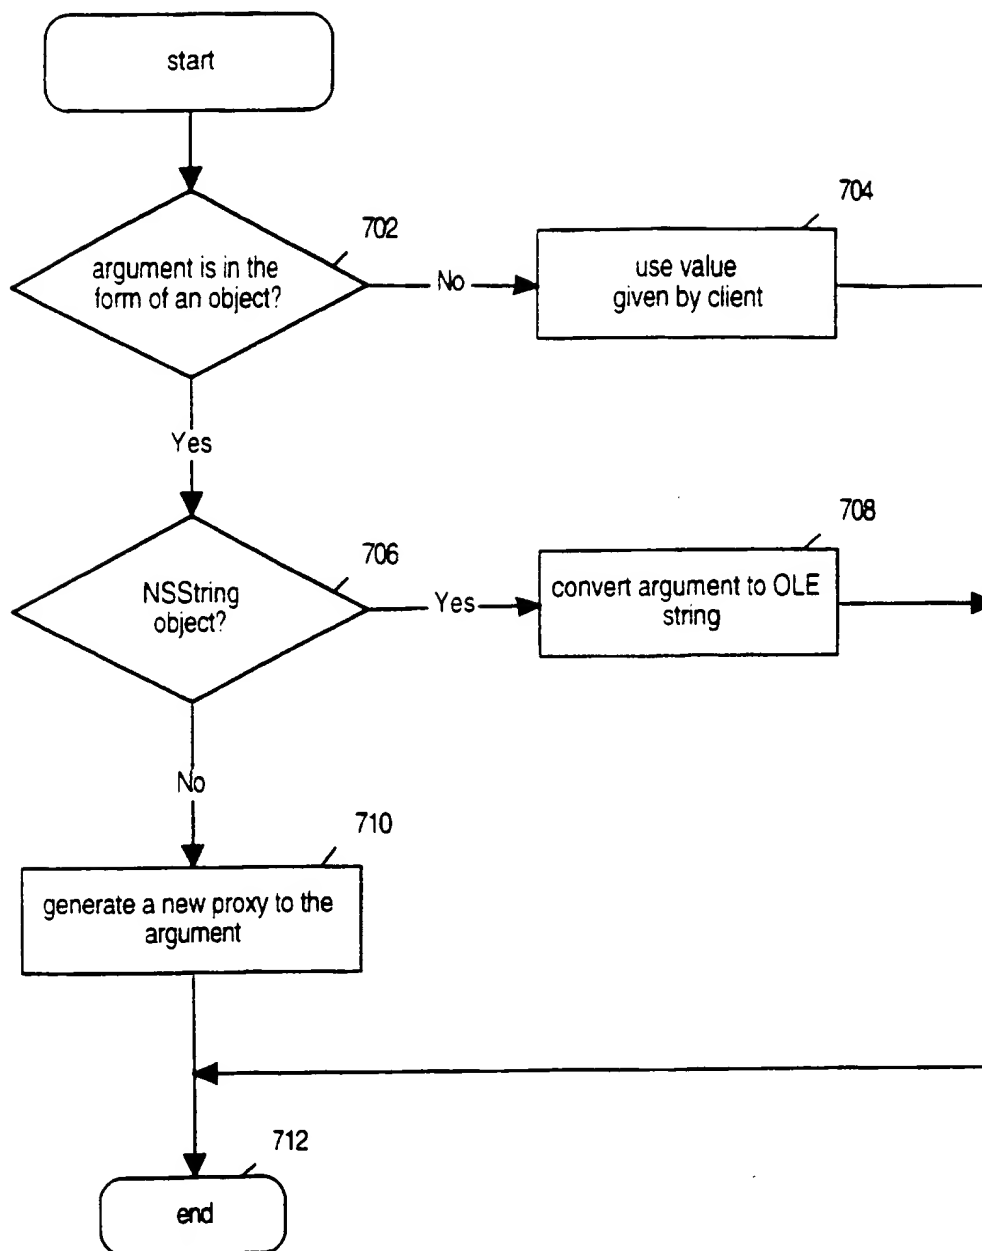 start
702
argument is in the
form of an object?
No
704
use value
given by client
Yes
706
NSString
object?
Yes
708
convert argument to OLE
string
No
710
generate a new proxy to the
argument
712
end